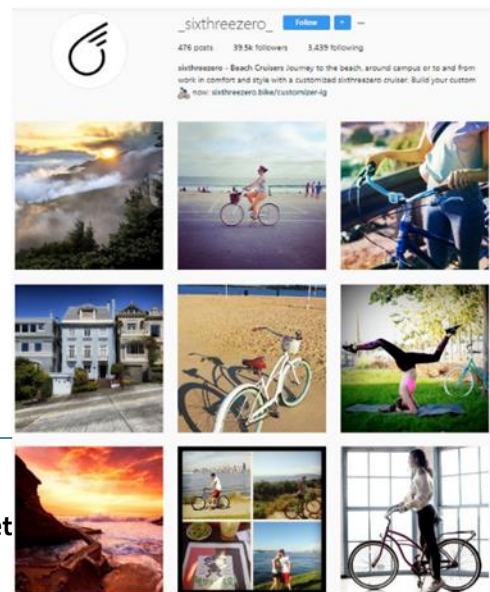 _sixthreezero_ Follow
476 posts 39.5k followers 3,439 following
sixthreezero - Beach Cruisers Journey to the beach, around campus or to and from
work in comfort and style with a customized sixthreezero cruiser. Build your custom
now: sixthreezero.bike/customizer-ig
et